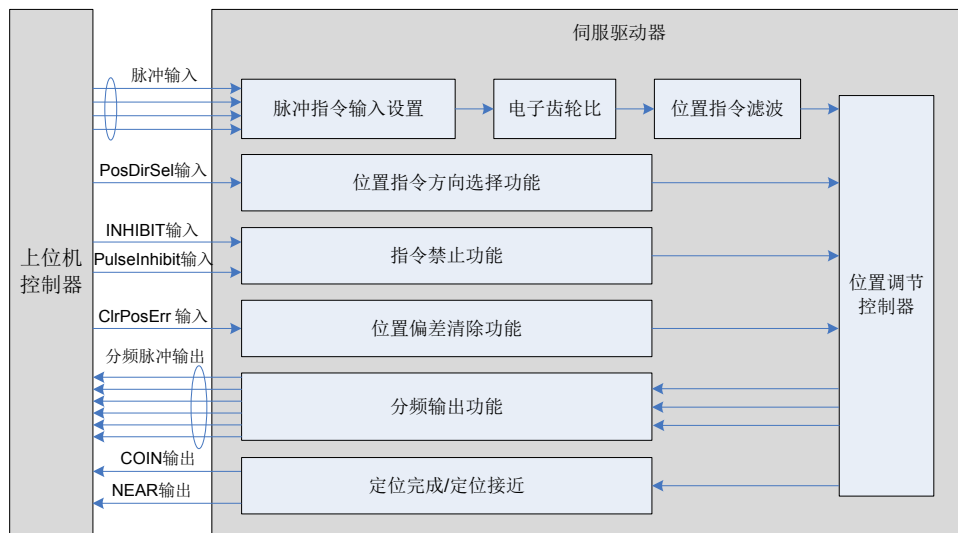 伺服驱动器
脉冲输入
脉冲指令输入设置
电子齿轮比
位置指令滤波
PosDirSel输入
位置指令方向选择功能
INHIBIT输入
PulseInhibit输入
指令禁止功能
上位机
控制器
位置调节
控制器
ClrPosErr 输入
位置偏差清除功能
分频脉冲输出
分频输出功能
COIN输出
NEAR输出
定位完成/定位接近